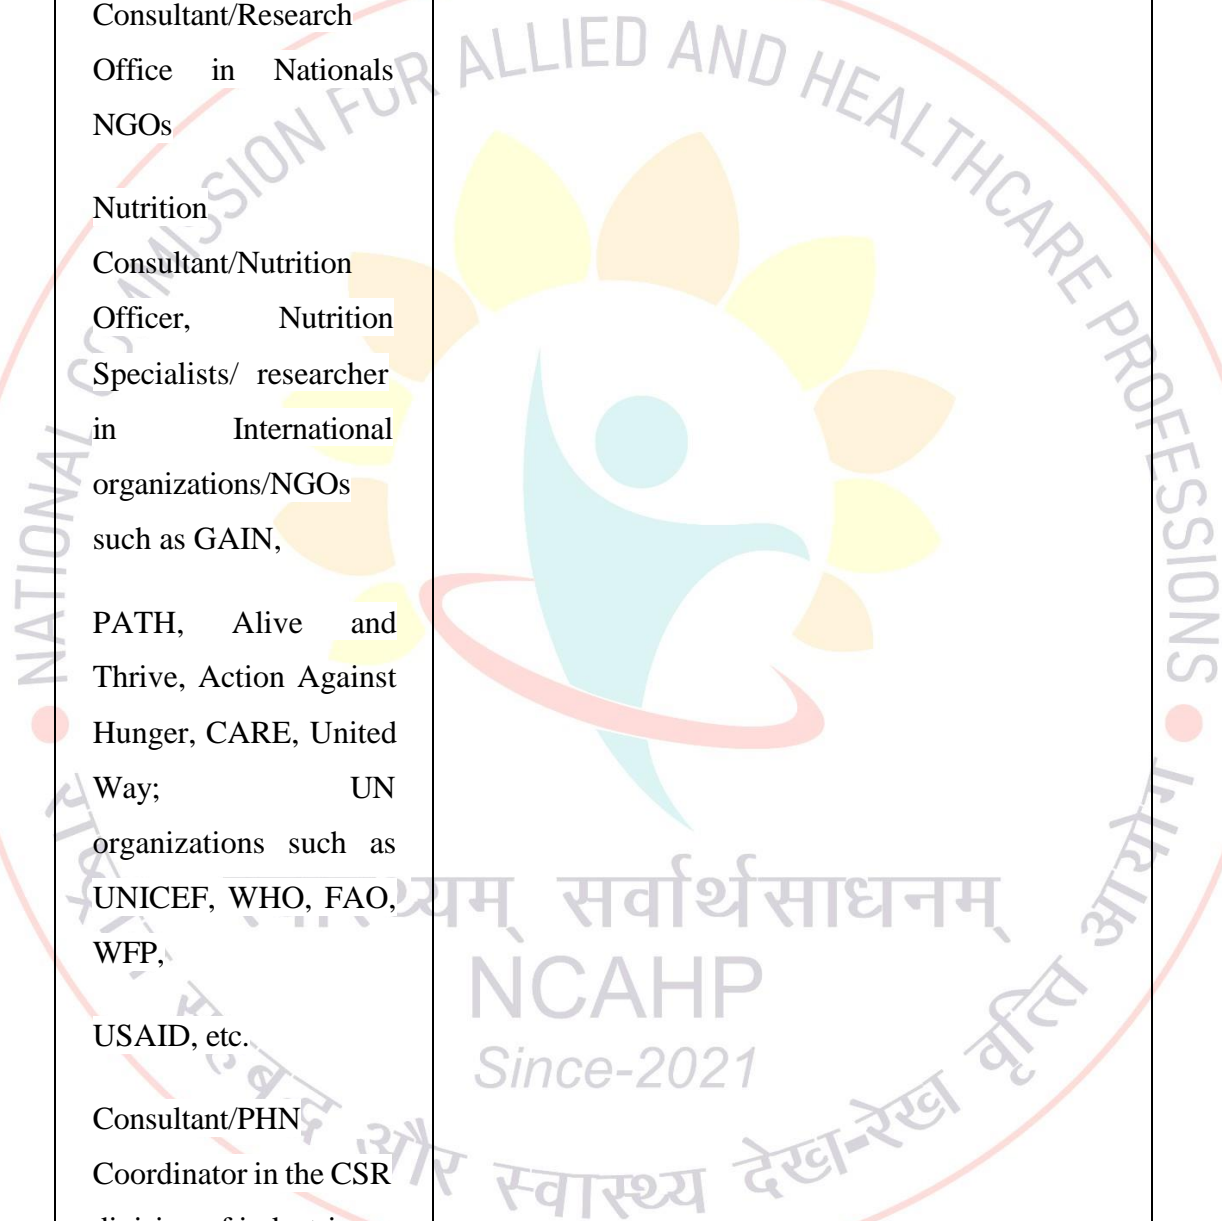 Consultant/Research
Office in Nationals
NGOs
Nutrition
Consultant/Nutrition
Officer, Nutrition
Specialists/ researcher
in International
organizations/NGOs
such as GAIN,
PATH, Alive and
Thrive, Action Against
Hunger, CARE, United
Way; UN
organizations such as
UNICEF, WHO, FAO,
WFP,
USAID, etc.
Consultant/PHN
Coordinator in the CSR
NATIONAL COMMISSION FOR ALLIED AND HEALTHCARE PROFESSIONS
सर्वार्थसाधनम्
NCAHP
Since-2021
और स्वास्थ्य देख-रेख वृत्ति आयोग